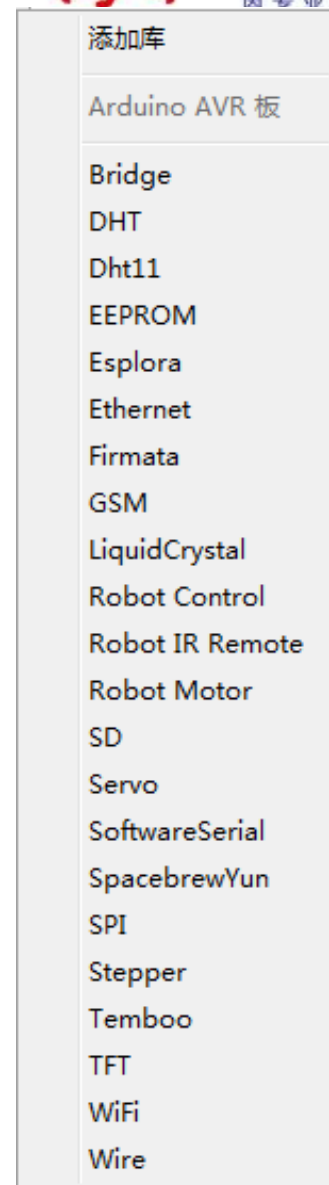 添加库
Arduino AVR 板
Bridge
DHT
Dht11
EEPROM
Esplora
Ethernet
Firmata
GSM
LiquidCrystal
Robot Control
Robot IR Remote
Robot Motor
SD
Servo
SoftwareSerial
SpacebrewYun
SPI
Stepper
Temboo
TFT
WiFi
Wire